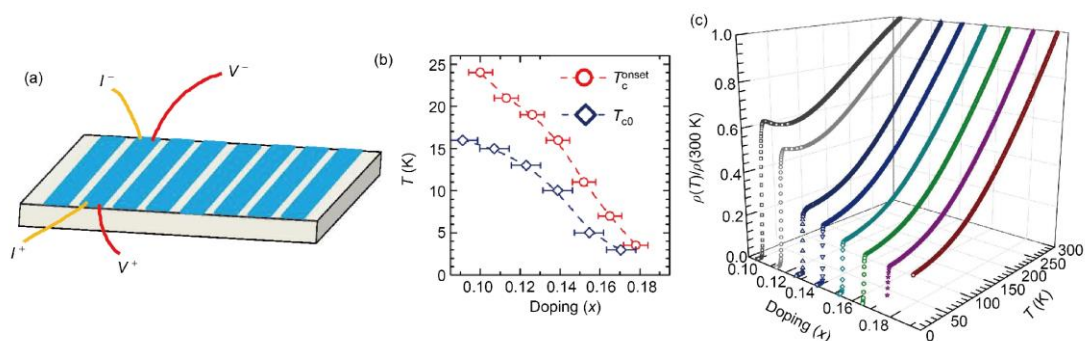 (a)
I⁻
V⁻
I⁺
V⁺
(b)
T (K)
25
20
15
10
5
0
T_c^onset
T_c0
0.10 0.12 0.14 0.16 0.18
Doping (x)
(c)
ρ(T)/ρ(300 K)
1.0
0.8
0.6
0.4
0.2
0.0
0.10
0.12
0.14
0.16
0.18
Doping (x)
0
50
100
150
200
250
300
T (K)